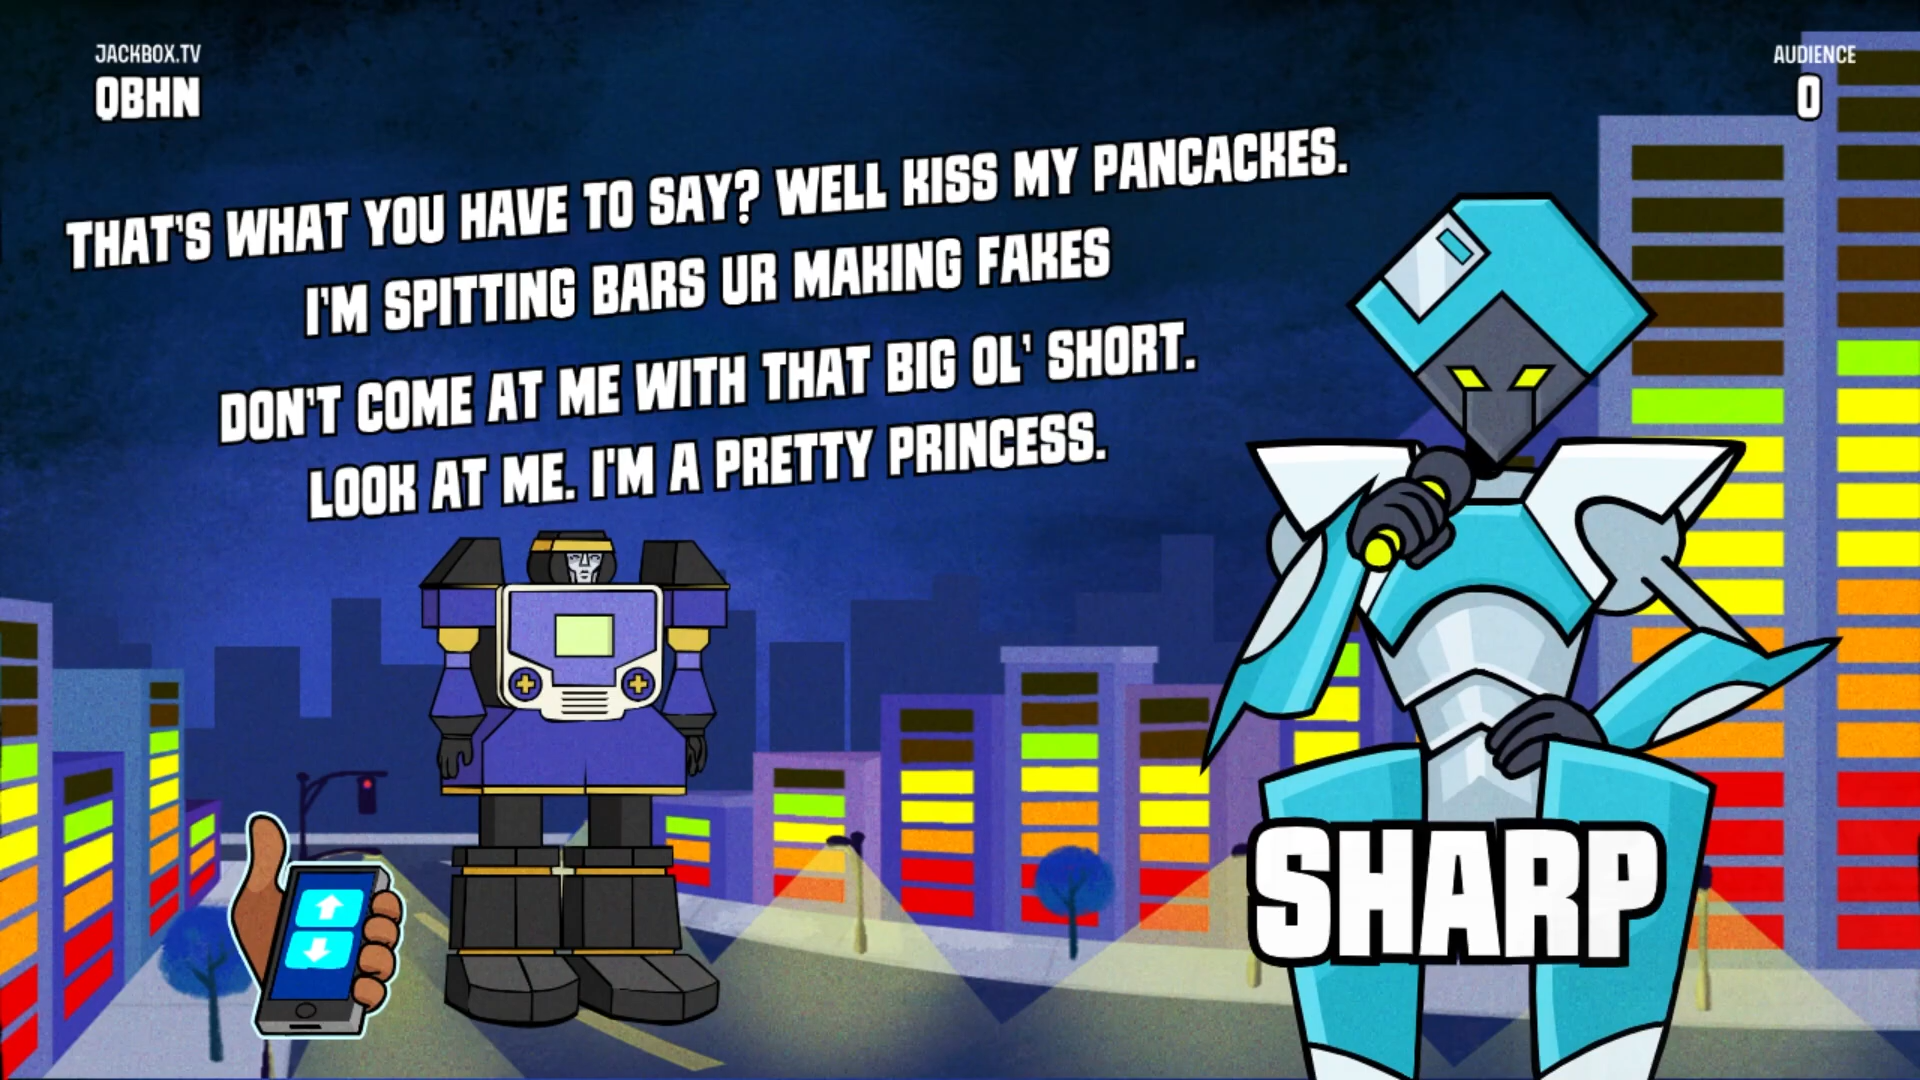 JACKBOX.TV
QBHN
AUDIENCE
0
THAT'S WHAT YOU HAVE TO SAY? WELL KISS MY PANCACKES.
I'M SPITTING BARS UR MAKING FAKES
DON'T COME AT ME WITH THAT BIG OL' SHORT.
LOOK AT ME. I'M A PRETTY PRINCESS.
SHARP